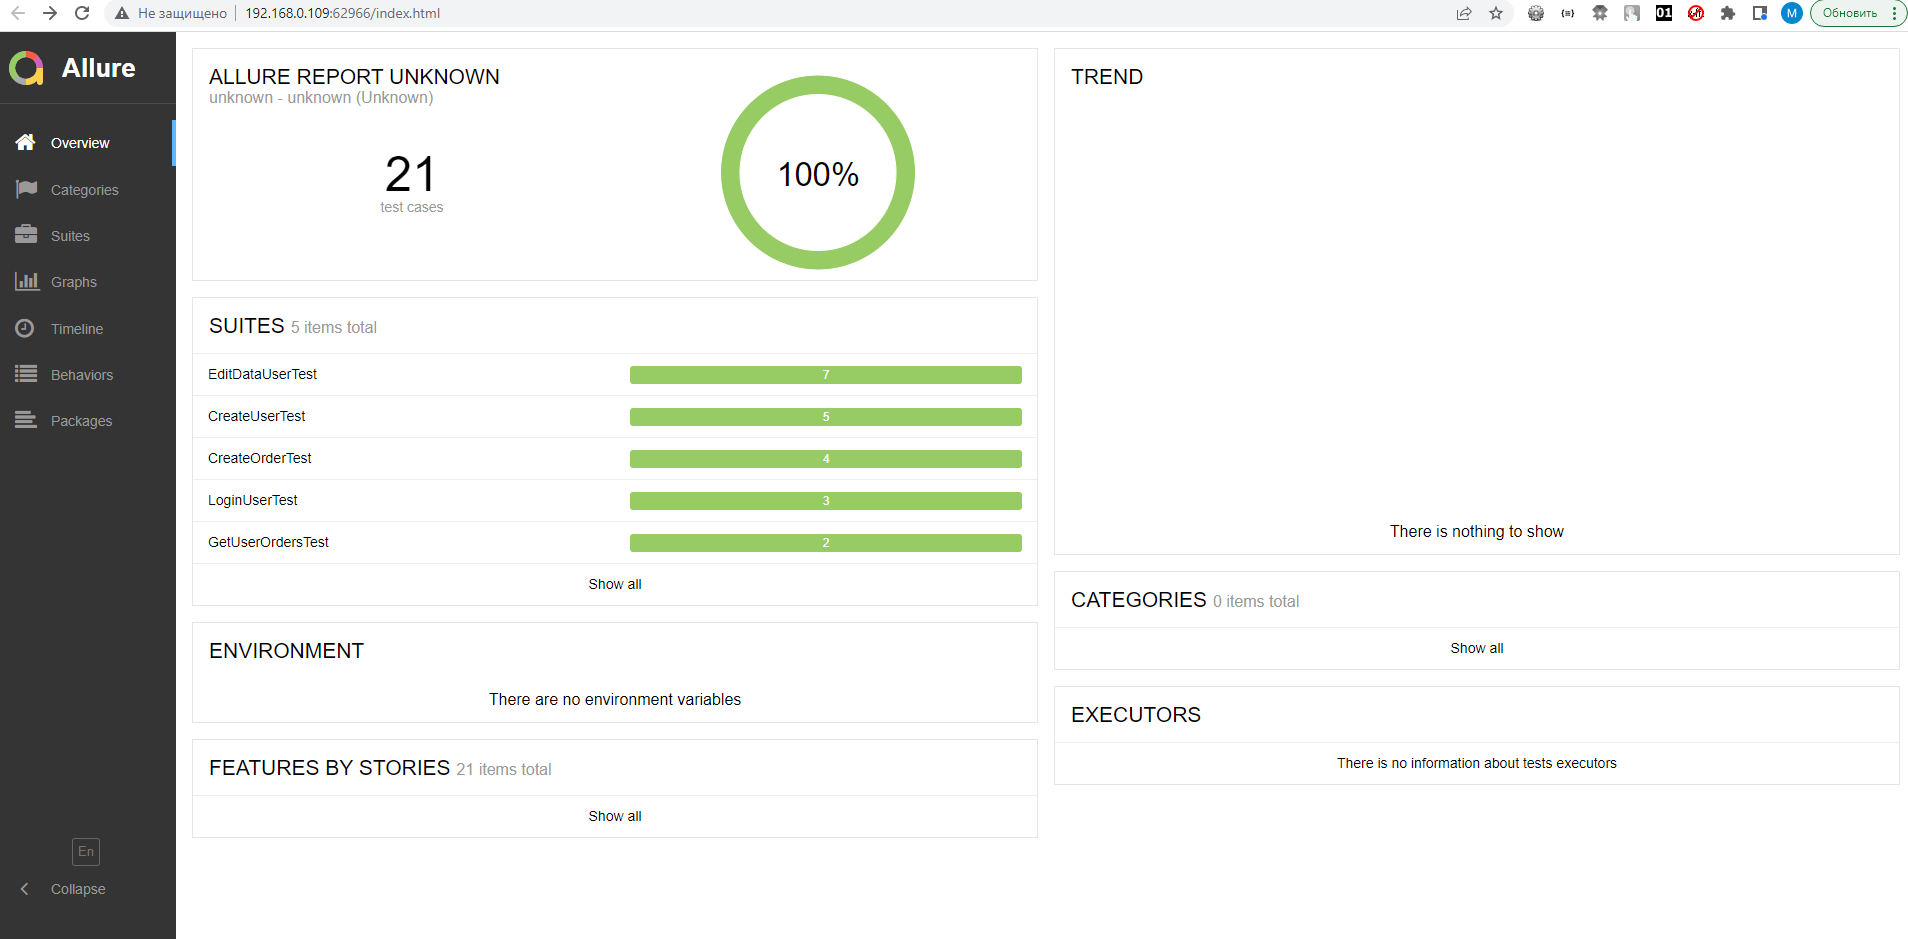 Не защищено
192.168.0.109:62966/index.html
01
M
Обновить
Allure
Overview
Categories
Suites
Graphs
Timeline
Behaviors
Packages
En
Collapse
ALLURE REPORT UNKNOWN
unknown - unknown (Unknown)
21
test cases
100%
SUITES 5 items total
EditDataUserTest 7
CreateUserTest 5
CreateOrderTest 4
LoginUserTest 3
GetUserOrdersTest 2
Show all
ENVIRONMENT
There are no environment variables
FEATURES BY STORIES 21 items total
Show all
TREND
There is nothing to show
CATEGORIES 0 items total
Show all
EXECUTORS
There is no information about tests executors